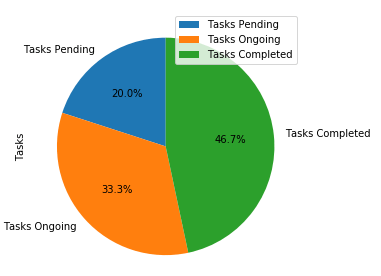 Tasks Pending
Tasks Ongoing
Tasks Completed
Tasks Pending
20.0%
46.7%
Tasks Completed
Tasks
33.3%
Tasks Ongoing